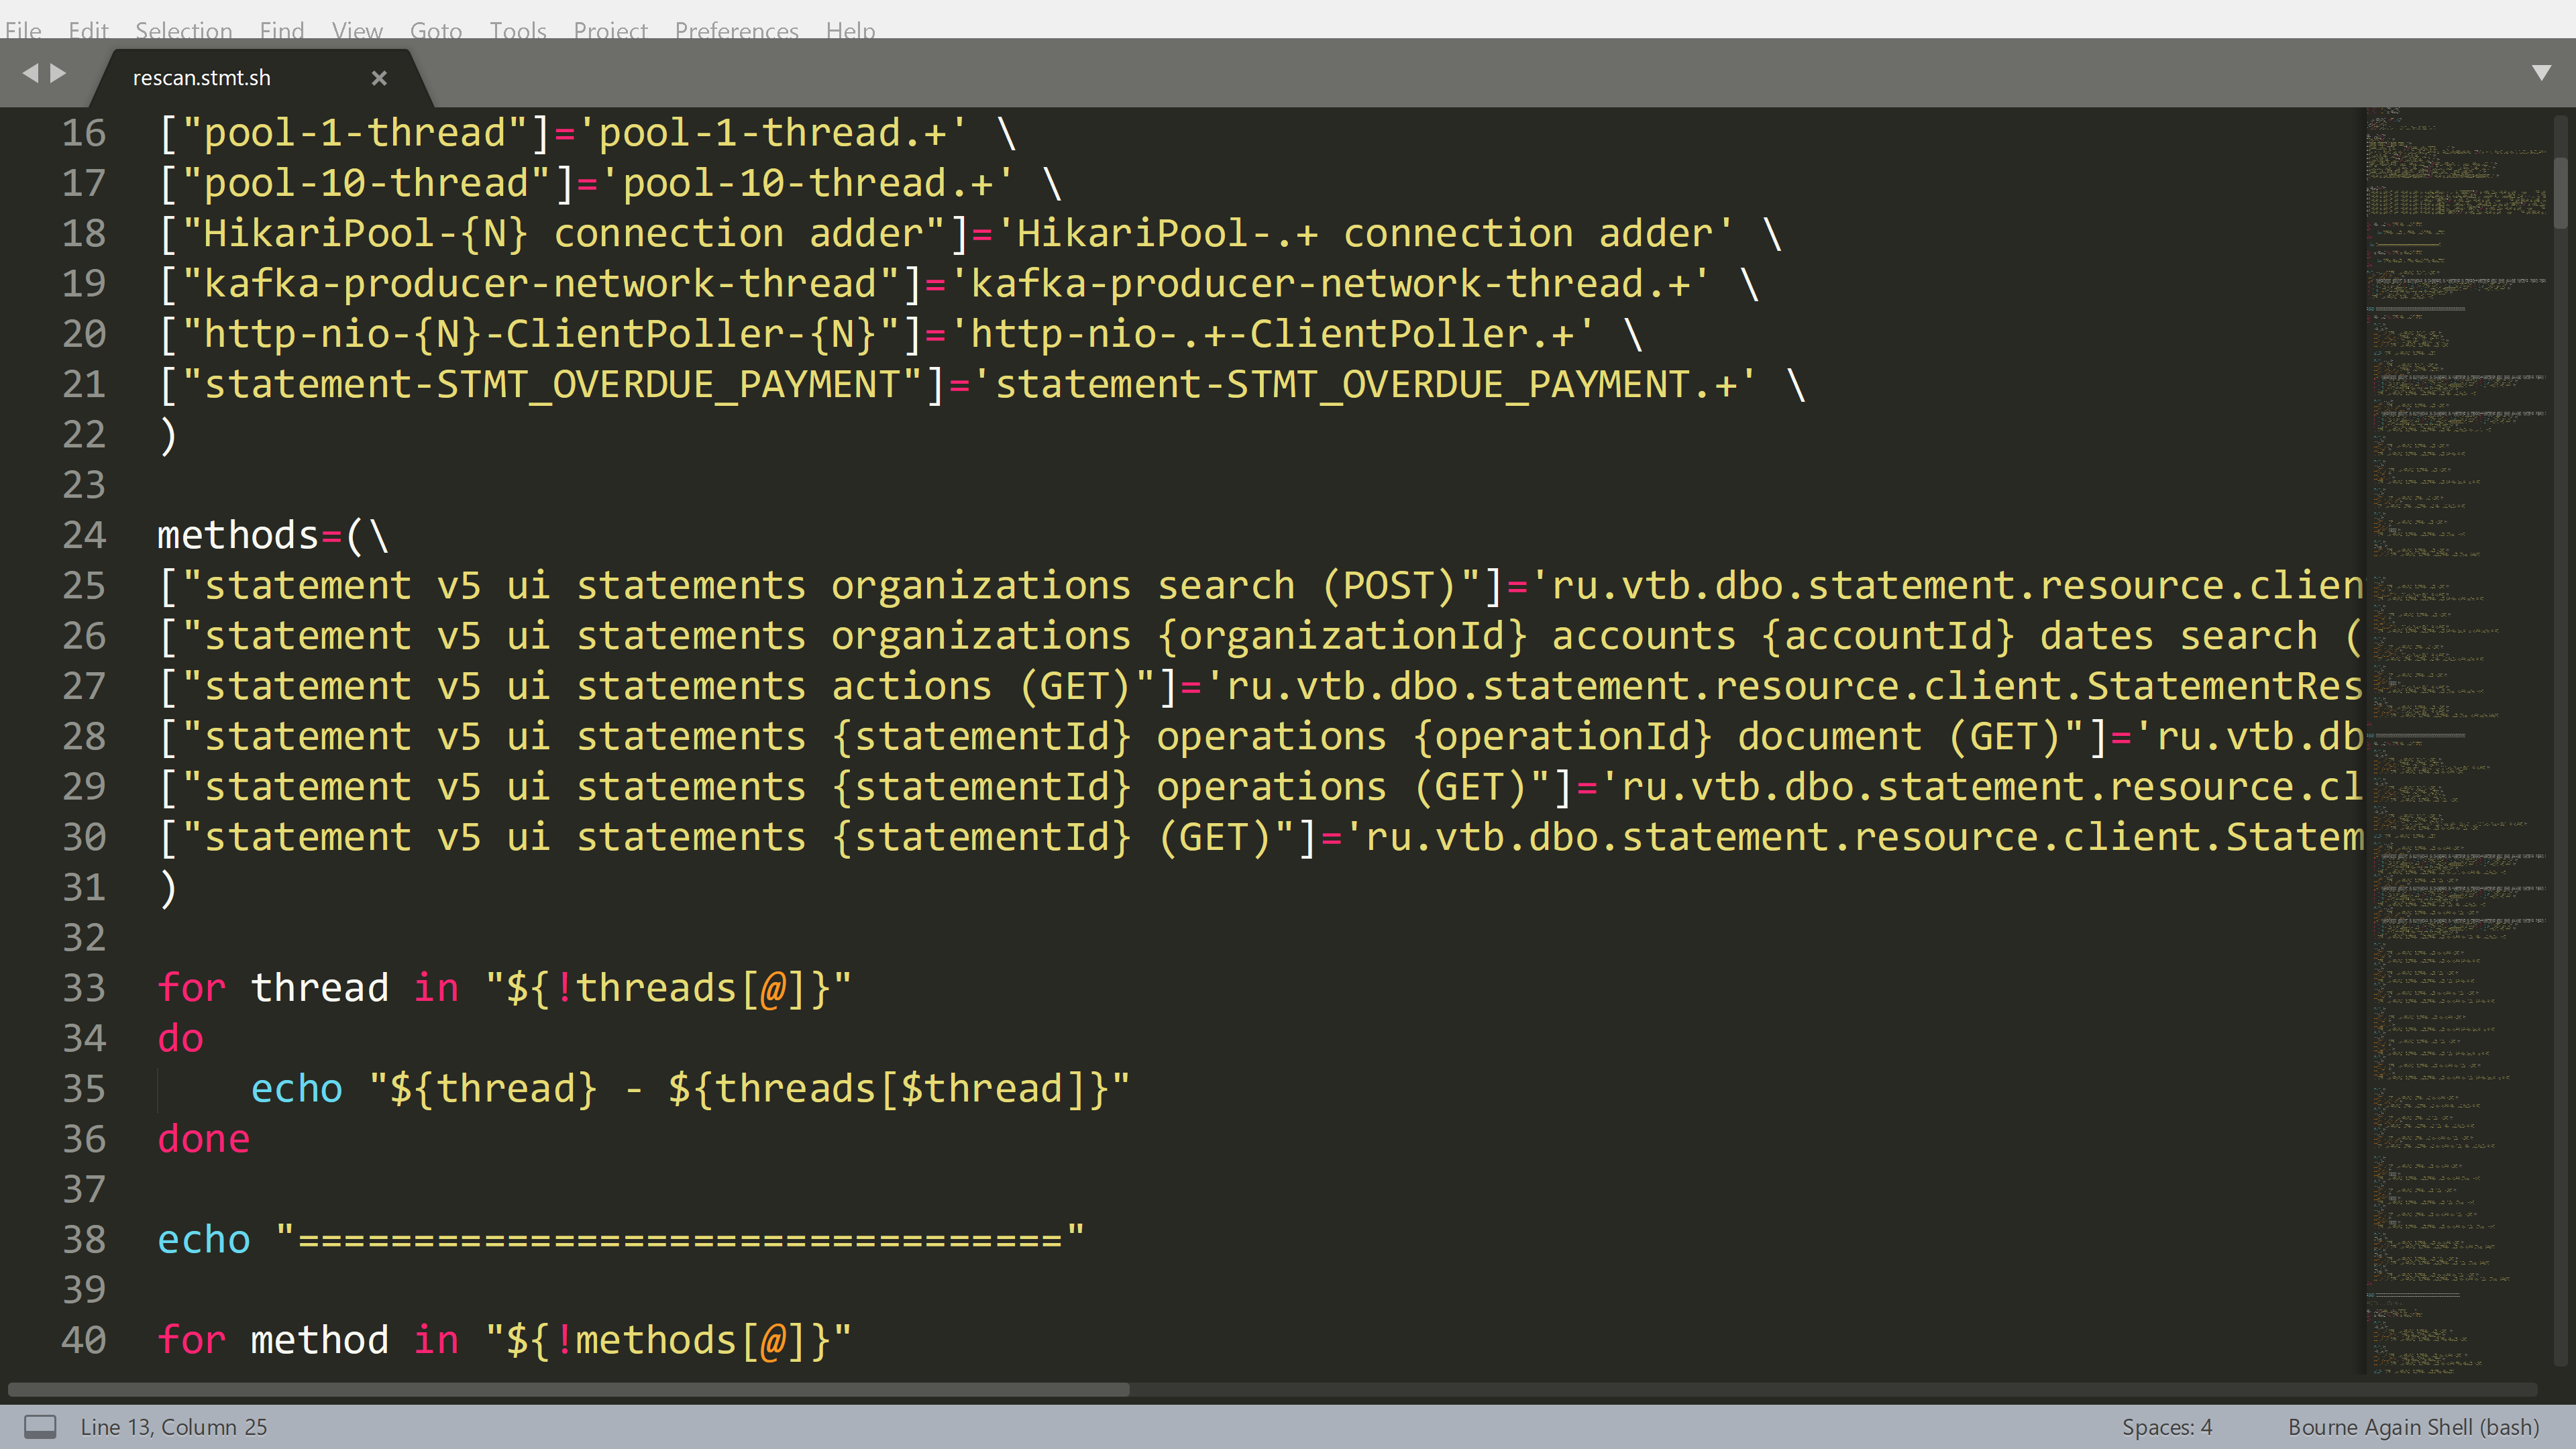 File Edit Selection Find View Goto Tools Project Preferences Help
rescan.stmt.sh ×
16 ["pool-1-thread"]='pool-1-thread.+' \
17 ["pool-10-thread"]='pool-10-thread.+' \
18 ["HikariPool-{N} connection adder"]='HikariPool-.+ connection adder' \
19 ["kafka-producer-network-thread"]='kafka-producer-network-thread.+' \
20 ["http-nio-{N}-ClientPoller-{N}"]='http-nio-.+-ClientPoller.+' \
21 ["statement-STMT_OVERDUE_PAYMENT"]='statement-STMT_OVERDUE_PAYMENT.+' \
22 )
23
24 methods=(\
25 ["statement v5 ui statements organizations search (POST)"]='ru.vtb.dbo.statement.resource.clien
26 ["statement v5 ui statements organizations {organizationId} accounts {accountId} dates search (
27 ["statement v5 ui statements actions (GET)"]='ru.vtb.dbo.statement.resource.client.StatementRes
28 ["statement v5 ui statements {statementId} operations {operationId} document (GET)"]='ru.vtb.db
29 ["statement v5 ui statements {statementId} operations (GET)"]='ru.vtb.dbo.statement.resource.cl
30 ["statement v5 ui statements {statementId} (GET)"]='ru.vtb.dbo.statement.resource.client.Statem
31 )
32
33 for thread in "${!threads[@]}"
34 do
35     echo "${thread} - ${threads[$thread]}"
36 done
37
38 echo "================================="
39
40 for method in "${!methods[@]}"
Line 13, Column 25 Spaces: 4 Bourne Again Shell (bash)